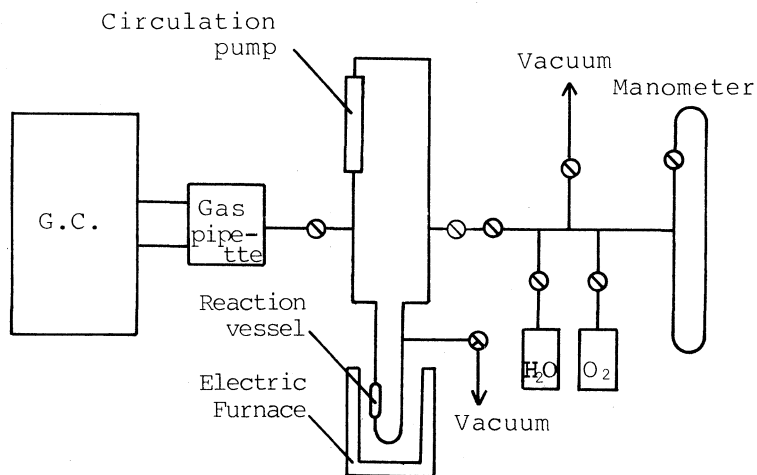 Circulation
pump
Vacuum
Manometer
G.C.
Gas
pipe-
tte
Reaction
vessel
Electric
Furnace
H2O
O2
Vacuum